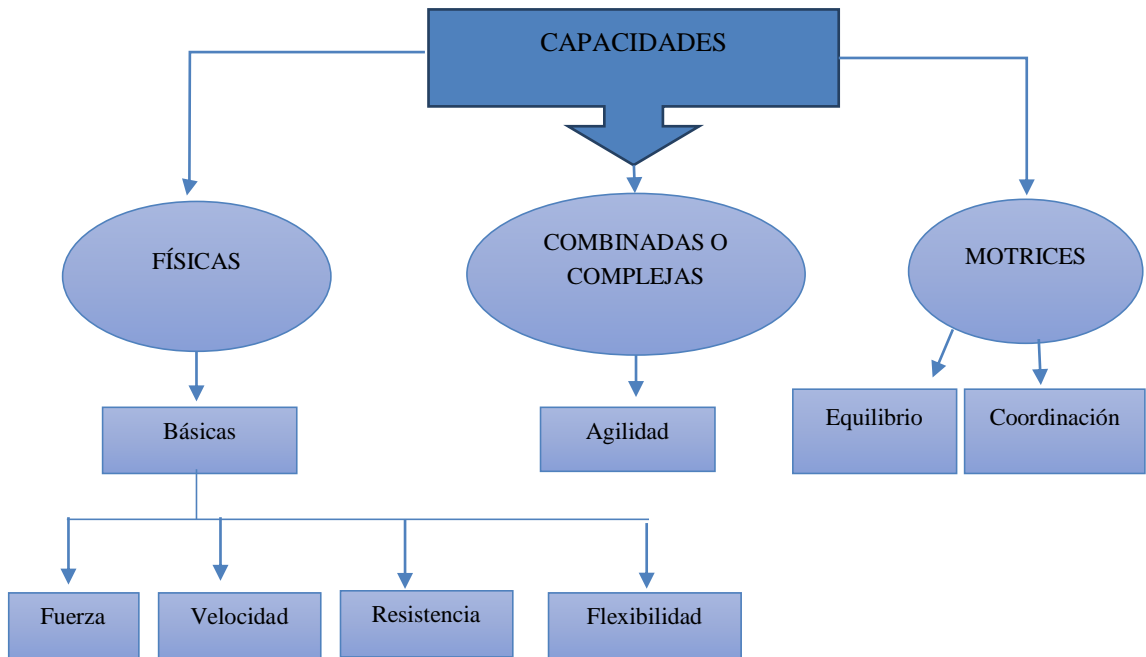 CAPACIDADES
FÍSICAS
COMBINADAS O
COMPLEJAS
MOTRICES
Básicas
Agilidad
Equilibrio
Coordinación
Fuerza
Velocidad
Resistencia
Flexibilidad